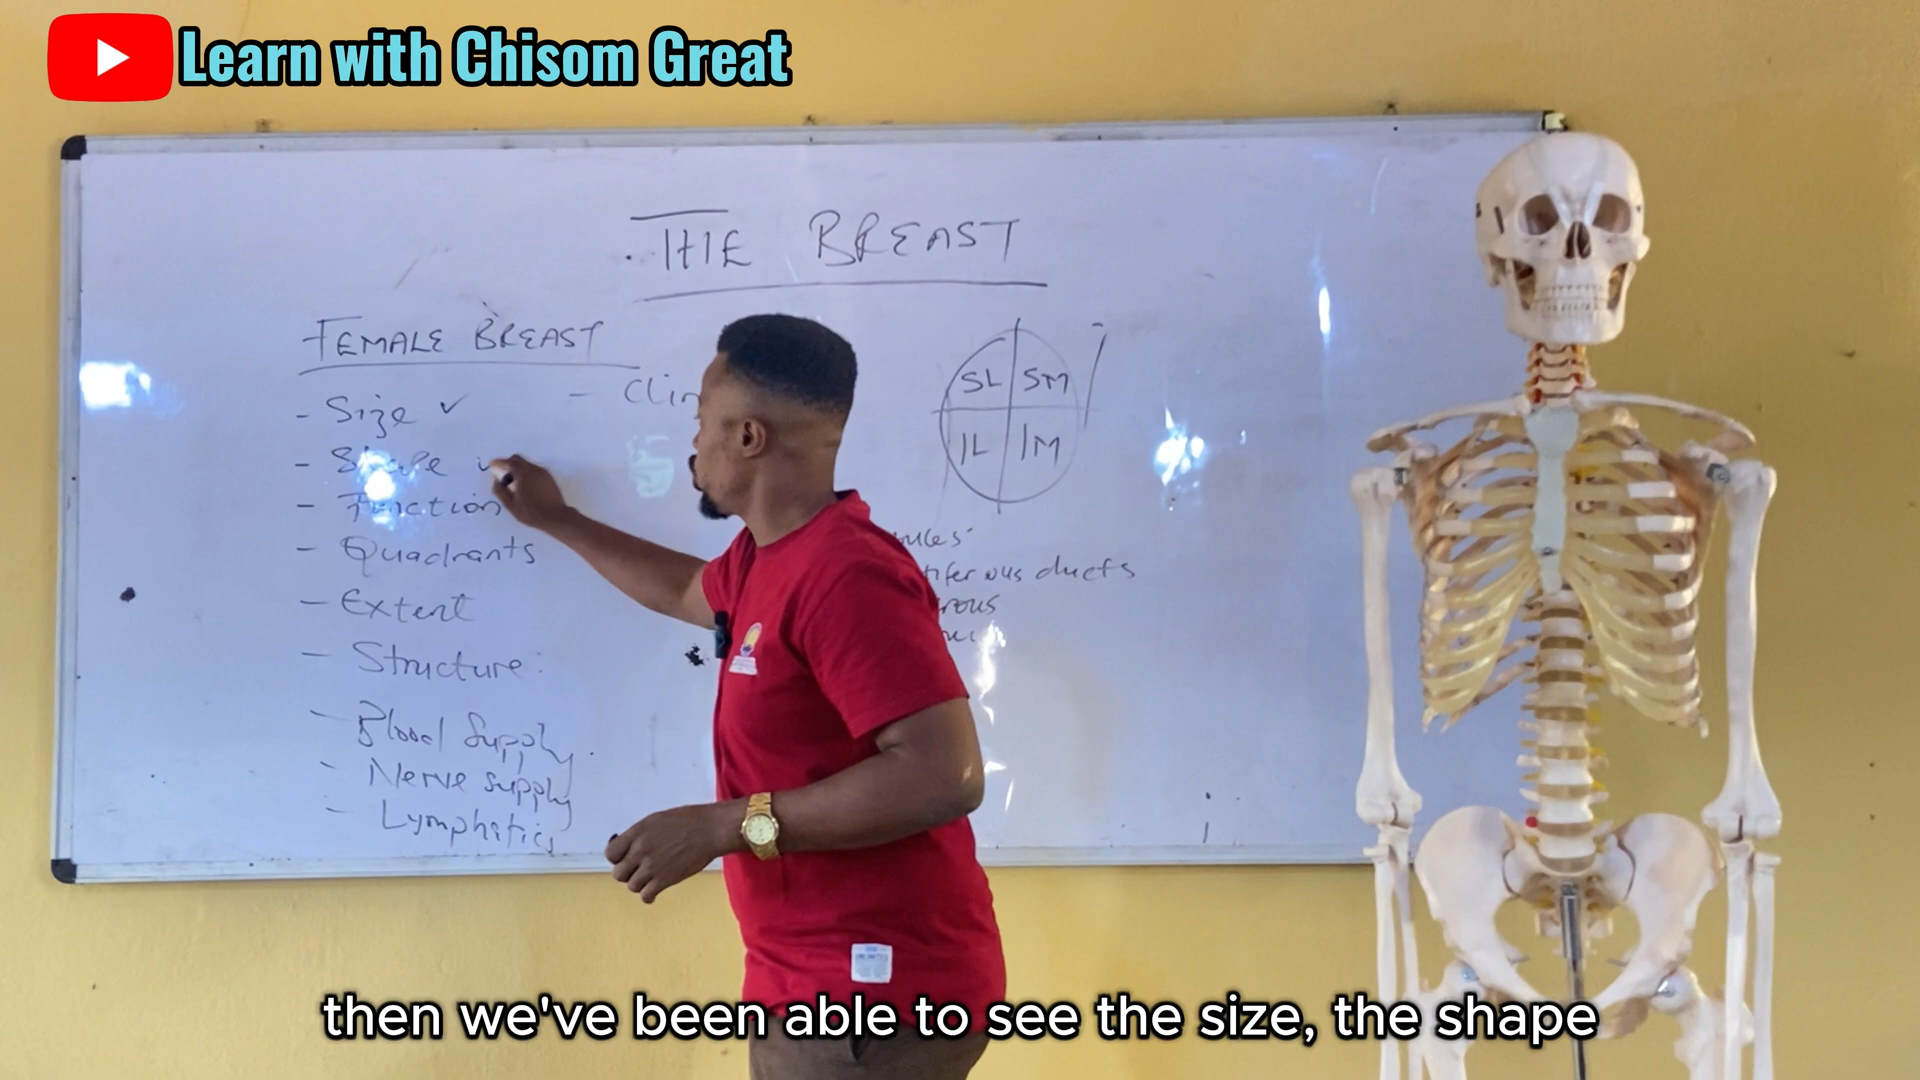 Learn with Chisom Great
THE BREAST
FEMALE BREAST
- Size ✓
- Clin
- Shape ✓
- Function
- Quadrants
- Extent
- Structure:
- Blood Supply.
- Nerve supply
- Lymphatics
SL SM
IL IM
ducts
then we've been able to see the size, the shape